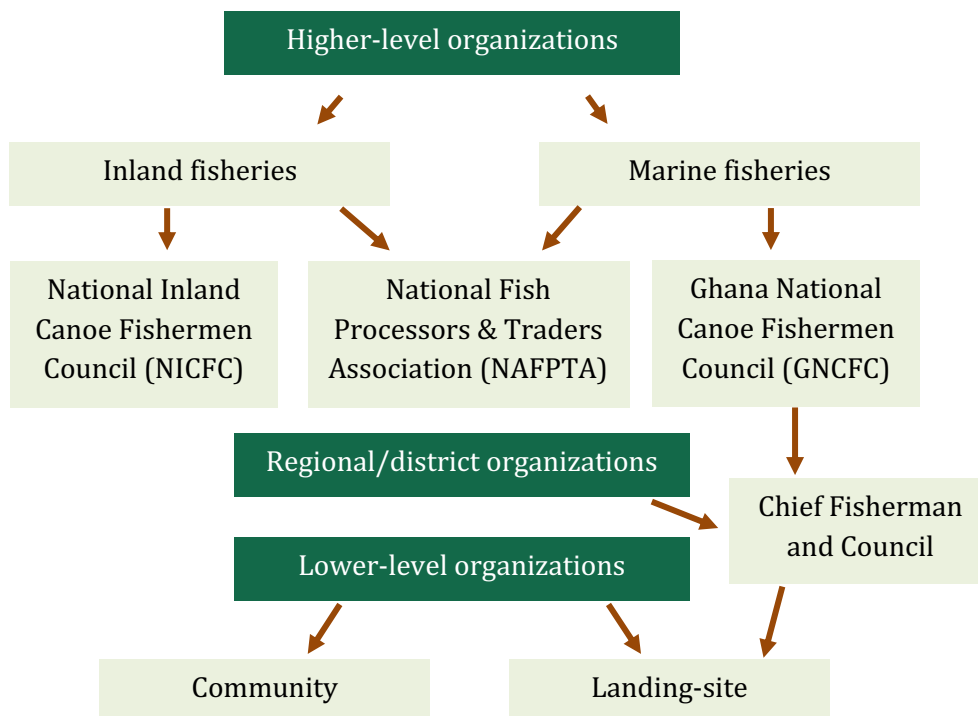 Higher-level organizations
Inland fisheries
Marine fisheries
National Inland
Canoe Fishermen
Council (NICFC)
National Fish
Processors & Traders
Association (NAFPTA)
Ghana National
Canoe Fishermen
Council (GNCFC)
Regional/district organizations
Chief Fisherman
and Council
Lower-level organizations
Community
Landing-site